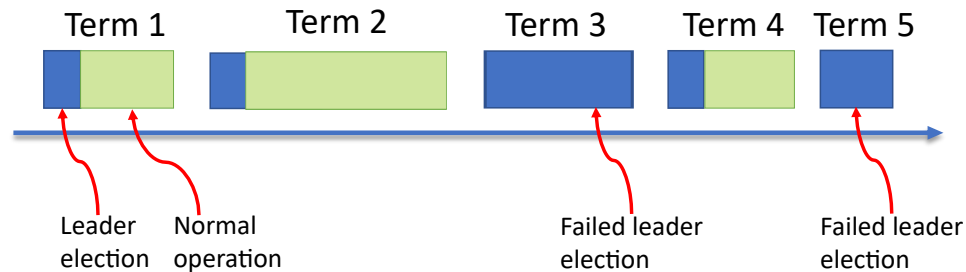 Term 1
Term 2
Term 3
Term 4
Term 5
Leader
election
Normal
operation
Failed leader
election
Failed leader
election